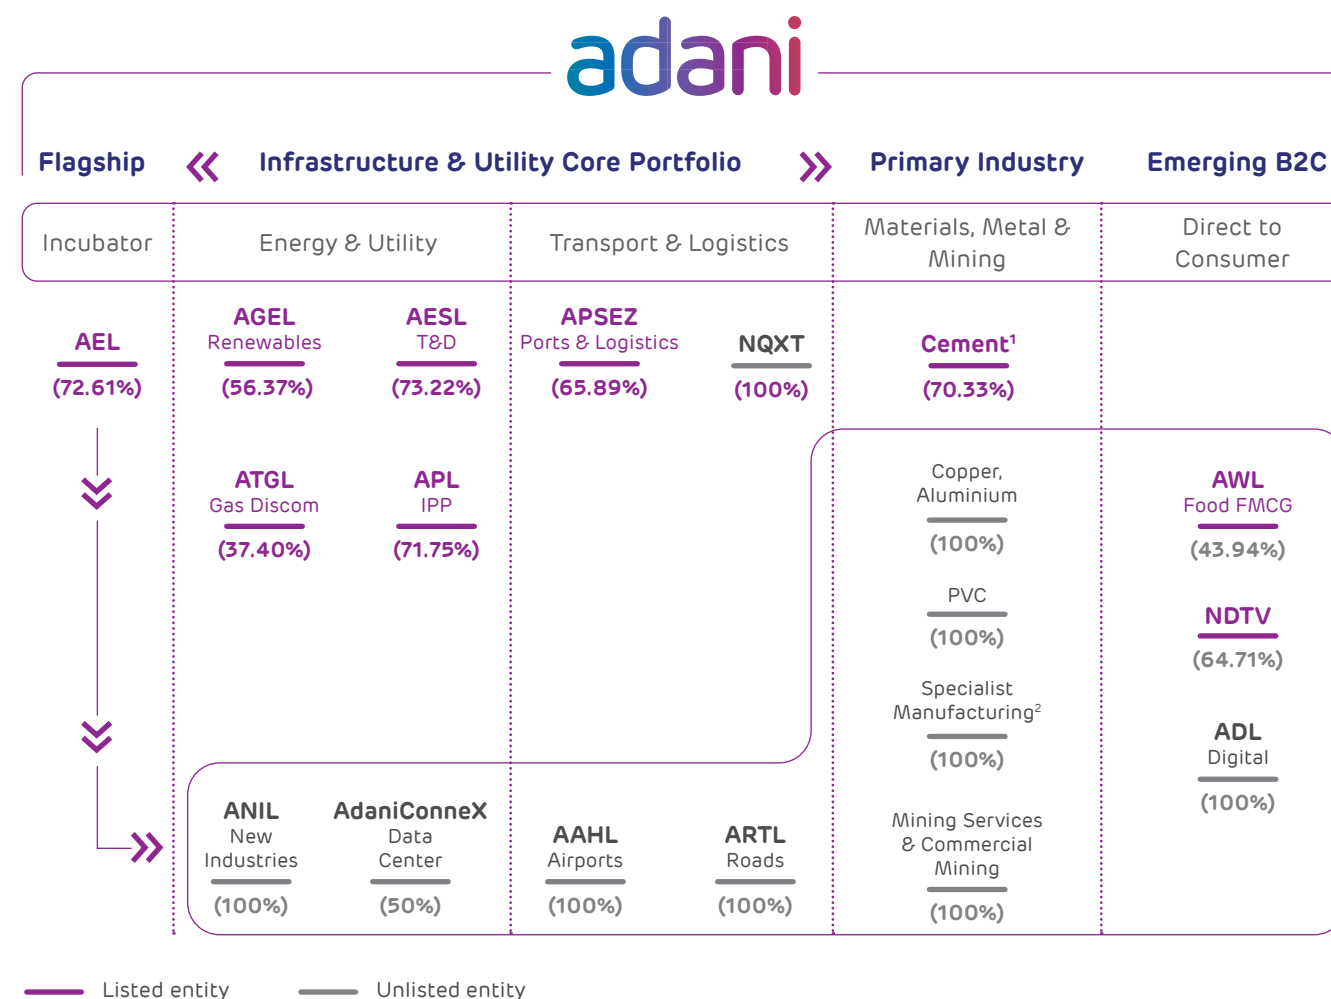 adani
Flagship
Infrastructure & Utility Core Portfolio
Primary Industry
Emerging B2C
Incubator
Energy & Utility
Transport & Logistics
Materials, Metal &
Mining
Direct to
Consumer
AEL
(72.61%)
AGEL
Renewables
(56.37%)
AESL
T&D
(73.22%)
APSEZ
Ports & Logistics
(65.89%)
NQXT
(100%)
Cement¹
(70.33%)
ATGL
Gas Discom
(37.40%)
APL
IPP
(71.75%)
Copper,
Aluminium
(100%)
PVC
(100%)
Specialist
Manufacturing²
(100%)
Mining Services
& Commercial
Mining
(100%)
AWL
Food FMCG
(43.94%)
NDTV
(64.71%)
ADL
Digital
(100%)
ANIL
New
Industries
(100%)
AdaniConneX
Data
Center
(50%)
AAHL
Airports
(100%)
ARTL
Roads
(100%)
Listed entity
Unlisted entity